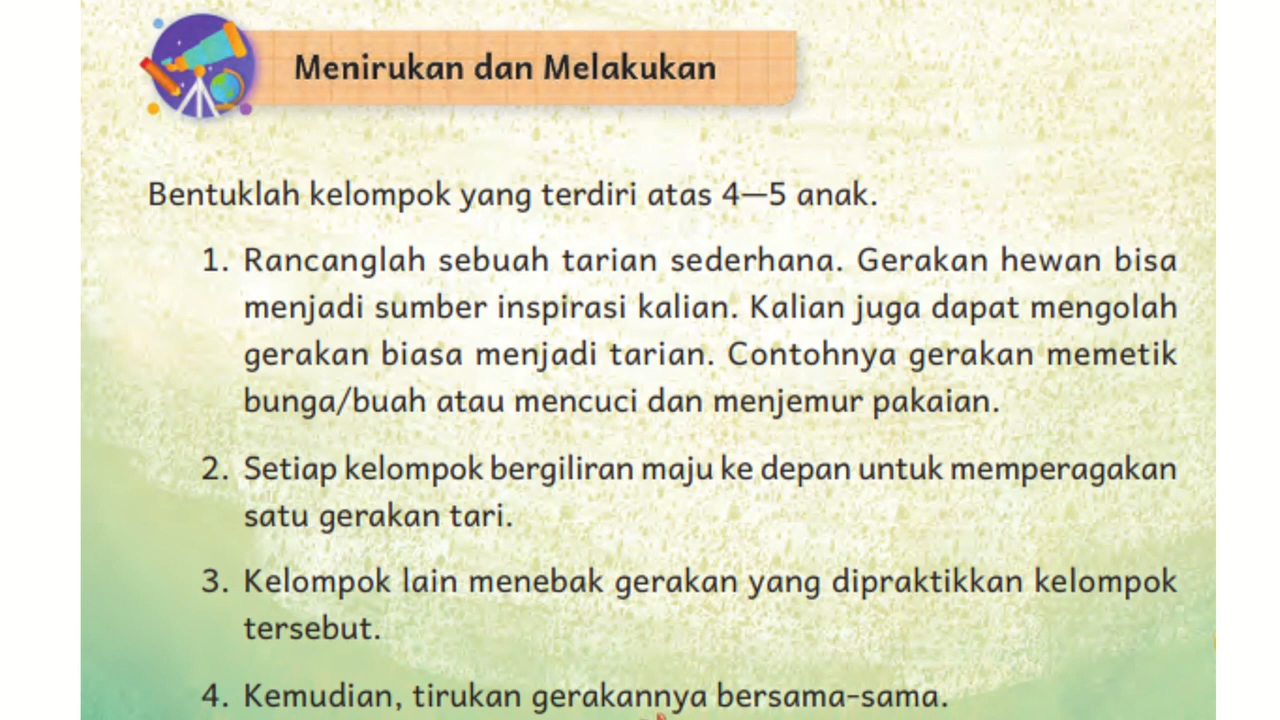 Menirukan dan Melakukan
Bentuklah kelompok yang terdiri atas 4—5 anak.
1. Rancanglah sebuah tarian sederhana. Gerakan hewan bisa
menjadi sumber inspirasi kalian. Kalian juga dapat mengolah
gerakan biasa menjadi tarian. Contohnya gerakan memetik
bunga/buah atau mencuci dan menjemur pakaian.
2. Setiap kelompok bergiliran maju ke depan untuk memperagakan
satu gerakan tari.
3. Kelompok lain menebak gerakan yang dipraktikkan kelompok
tersebut.
4. Kemudian, tirukan gerakannya bersama-sama.